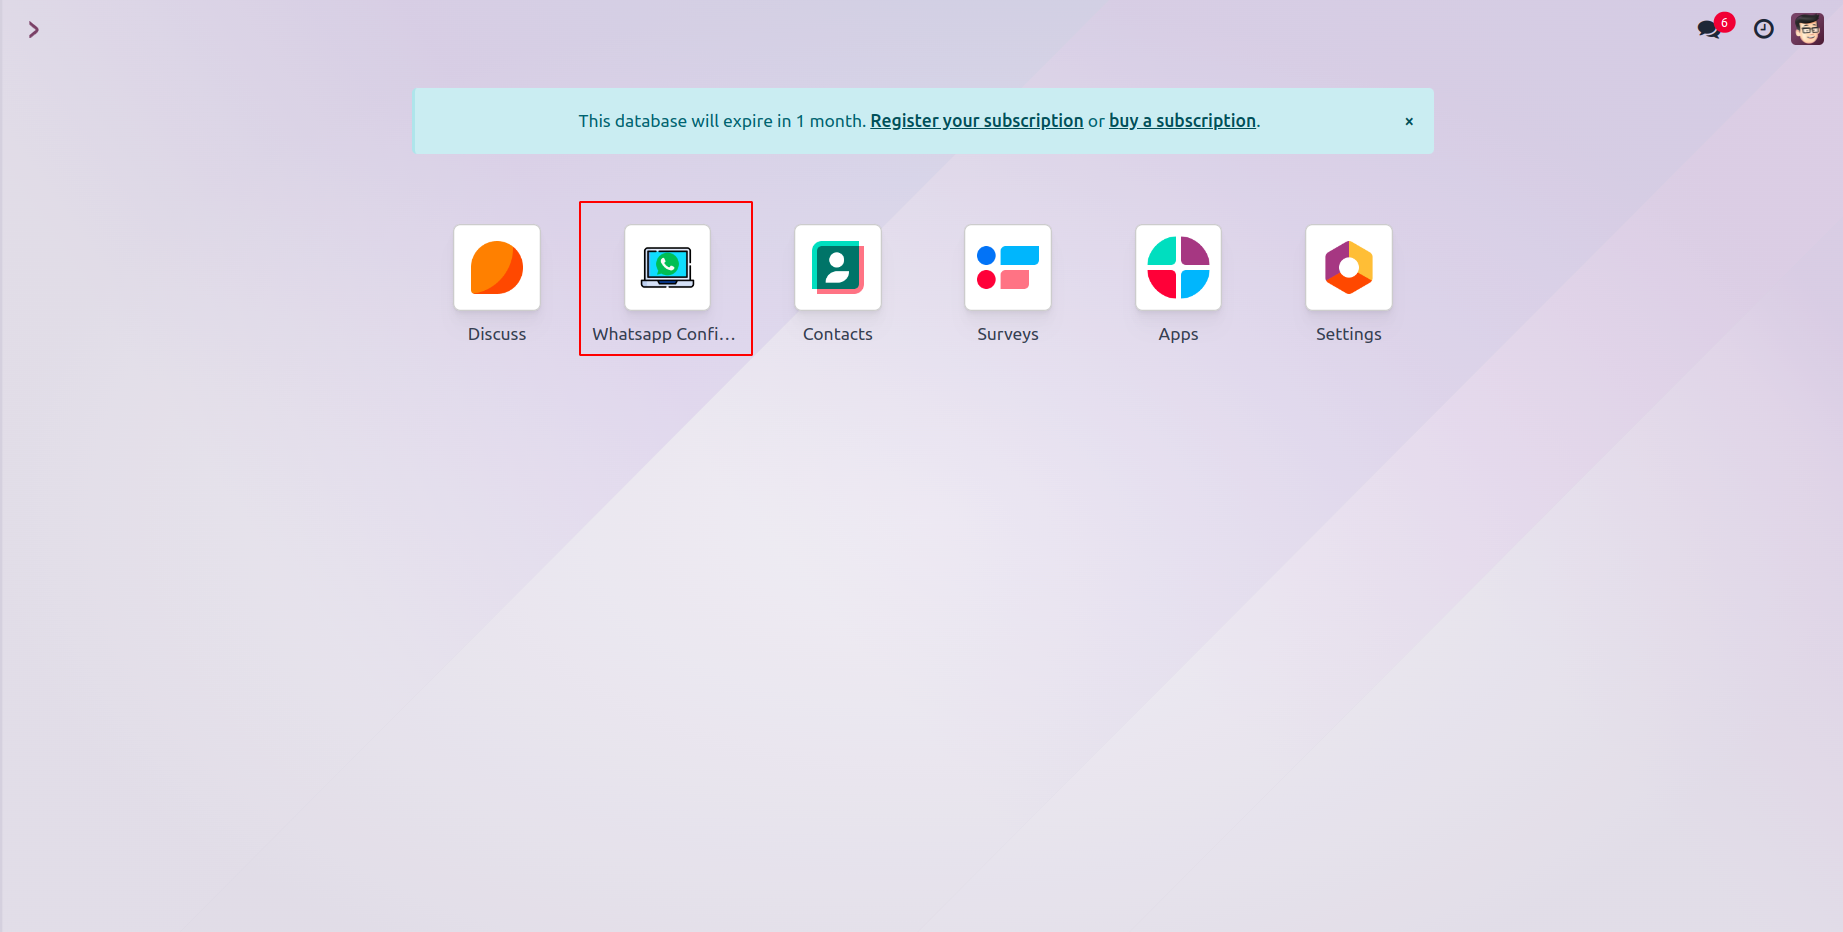 6
This database will expire in 1 month. Register your subscription or buy a subscription.
×
Discuss
Whatsapp Confi...
Contacts
Surveys
Apps
Settings